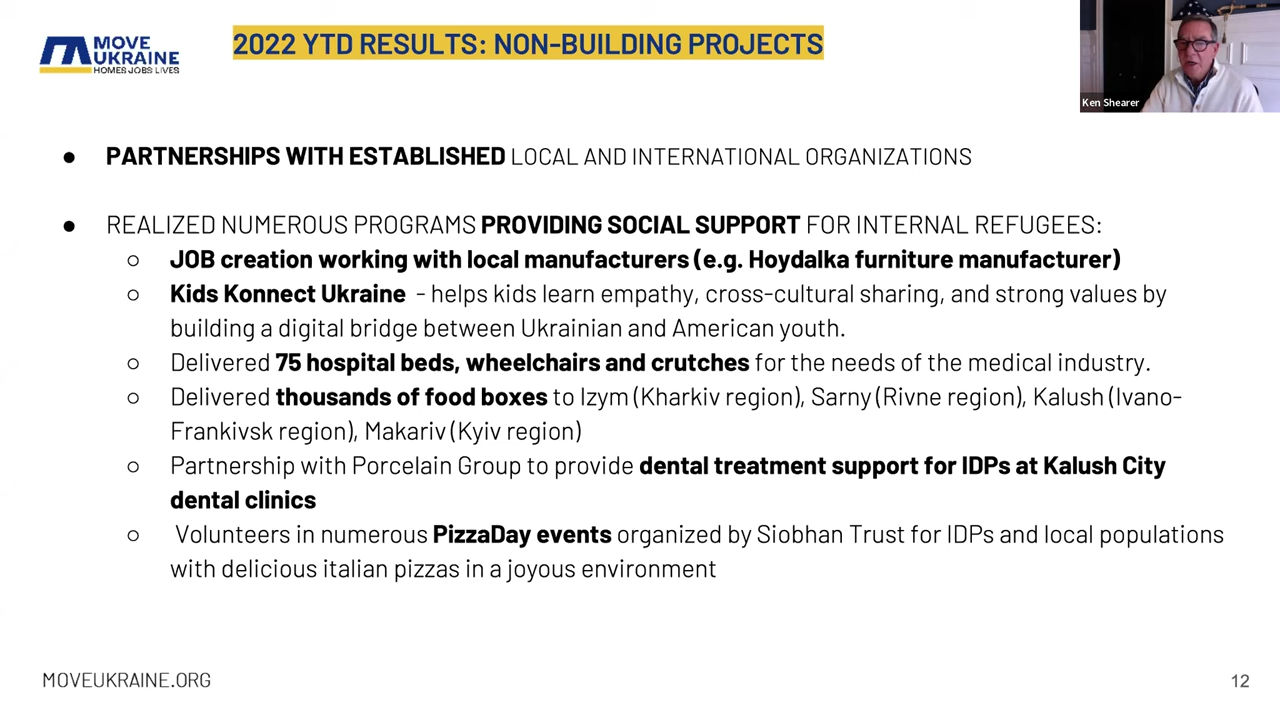 MOVE
UKRAINE
HOMES JOBS LIVES
2022 YTD RESULTS: NON-BUILDING PROJECTS
Ken Shearer
● PARTNERSHIPS WITH ESTABLISHED LOCAL AND INTERNATIONAL ORGANIZATIONS
● REALIZED NUMEROUS PROGRAMS PROVIDING SOCIAL SUPPORT FOR INTERNAL REFUGEES:
○ JOB creation working with local manufacturers (e.g. Hoydalka furniture manufacturer)
○ Kids Konnect Ukraine - helps kids learn empathy, cross-cultural sharing, and strong values by
building a digital bridge between Ukrainian and American youth.
○ Delivered 75 hospital beds, wheelchairs and crutches for the needs of the medical industry.
○ Delivered thousands of food boxes to Izym (Kharkiv region), Sarny (Rivne region), Kalush (Ivano-
Frankivsk region), Makariv (Kyiv region)
○ Partnership with Porcelain Group to provide dental treatment support for IDPs at Kalush City
dental clinics
○ Volunteers in numerous PizzaDay events organized by Siobhan Trust for IDPs and local populations
with delicious italian pizzas in a joyous environment
MOVEUKRAINE.ORG
12